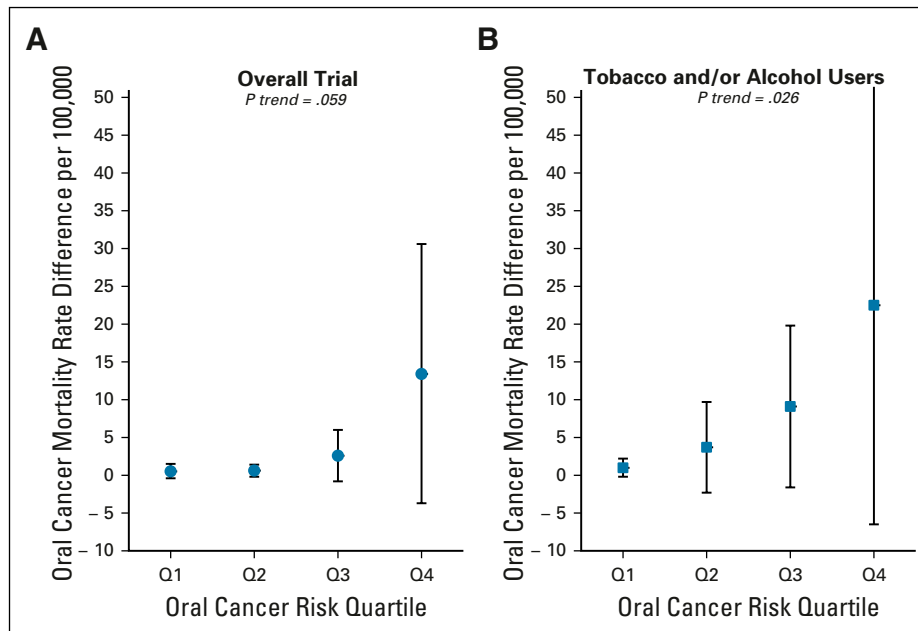 A
Overall Trial
P trend = .059
Oral Cancer Mortality Rate Difference per 100,000
50
45
40
35
30
25
20
15
10
5
0
– 5
– 10
Q1 Q2 Q3 Q4
Oral Cancer Risk Quartile
B
Tobacco and/or Alcohol Users
P trend = .026
Oral Cancer Mortality Rate Difference per 100,000
50
45
40
35
30
25
20
15
10
5
0
– 5
– 10
Q1 Q2 Q3 Q4
Oral Cancer Risk Quartile